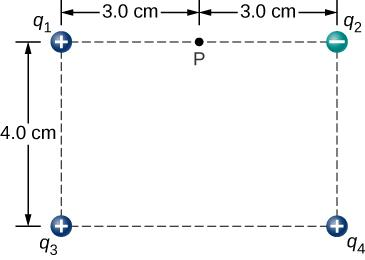 3.0 cm 3.0 cm
q₁ q₂
+ −
P
4.0 cm
+ +
q₃ q₄